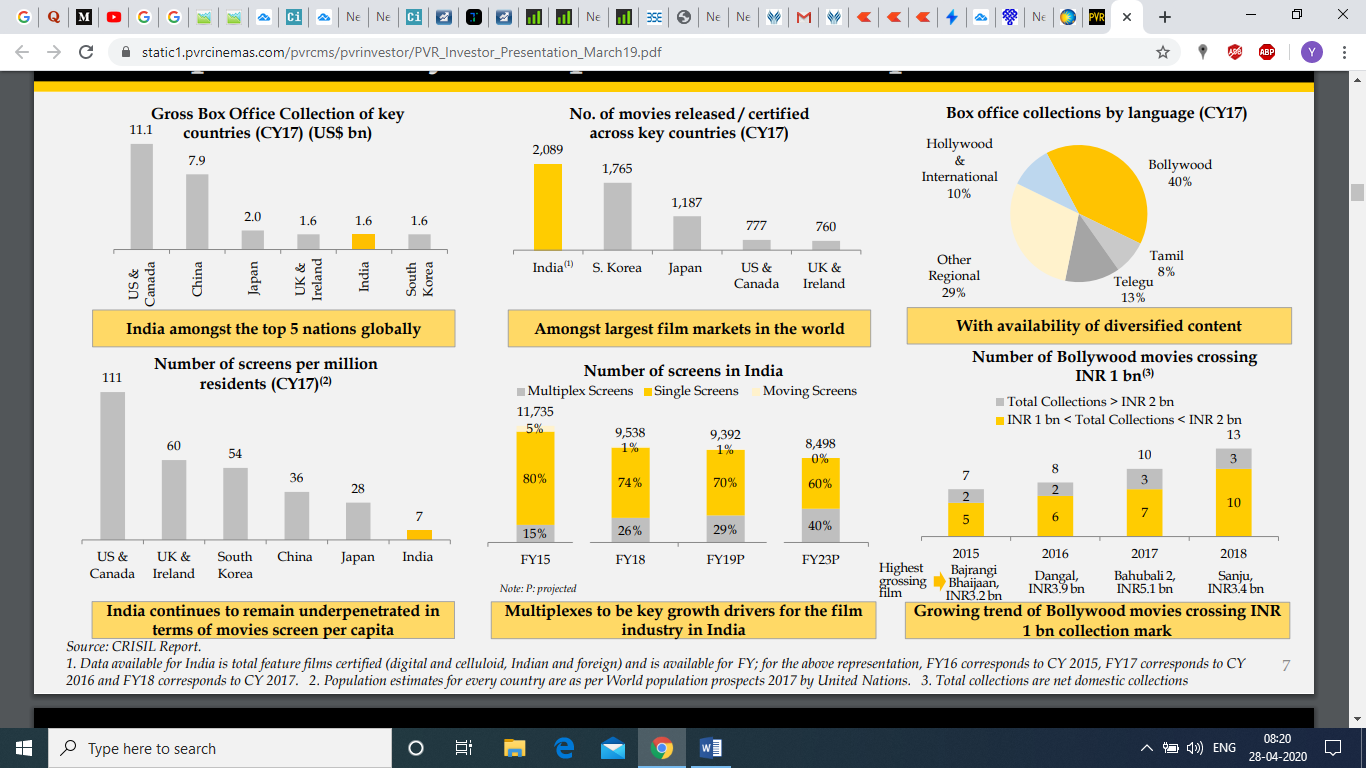 static1.pvrcinemas.com/pvrcms/pvrinvestor/PVR_Investor_Presentation_March19.pdf
Gross Box Office Collection of key
countries (CY17) (US$ bn)
11.1
7.9
2.0
1.6
1.6
1.6
US &
Canada
China
Japan
UK &
Ireland
India
South
Korea
India amongst the top 5 nations globally
No. of movies released / certified
across key countries (CY17)
2,089
1,765
1,187
777
760
India(1)
S. Korea
Japan
US &
Canada
UK &
Ireland
Amongst largest film markets in the world
Box office collections by language (CY17)
Hollywood
&
International
10%
Bollywood
40%
Other
Regional
29%
Tamil
8%
Telegu
13%
With availability of diversified content
Number of screens per million
residents (CY17)(2)
111
60
54
36
28
7
US &
Canada
UK &
Ireland
South
Korea
China
Japan
India
India continues to remain underpenetrated in
terms of movies screen per capita
Number of screens in India
Multiplex Screens Single Screens Moving Screens
11,735
5%
80%
15%
9,538
1%
74%
26%
9,392
1%
70%
29%
8,498
0%
60%
40%
FY15 FY18 FY19P FY23P
Note: P: projected
Multiplexes to be key growth drivers for the film
industry in India
Number of Bollywood movies crossing
INR 1 bn(3)
Total Collections > INR 2 bn
INR 1 bn < Total Collections < INR 2 bn
7
2
5
8
2
6
10
3
7
13
3
10
2015 2016 2017 2018
Highest
grossing
film
Bajrangi
Bhaijaan,
INR3.2 bn
Dangal,
INR3.9 bn
Bahubali 2,
INR5.1 bn
Sanju,
INR3.4 bn
Growing trend of Bollywood movies crossing INR
1 bn collection mark
Source: CRISIL Report.
1. Data available for India is total feature films certified (digital and celluloid, Indian and foreign) and is available for FY; for the above representation, FY16 corresponds to CY 2015, FY17 corresponds to CY
2016 and FY18 corresponds to CY 2017. 2. Population estimates for every country are as per World population prospects 2017 by United Nations. 3. Total collections are net domestic collections
7
Type here to search
ENG
08:20
28-04-2020